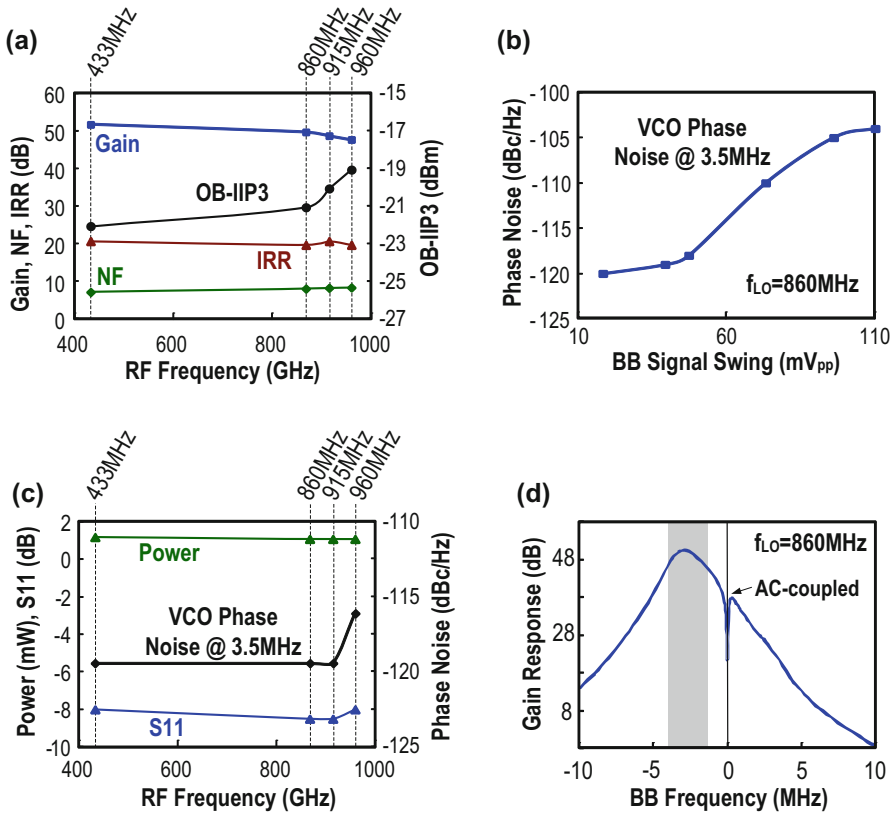 (a)
433MHz
860MHz
915MHz
960MHz
60
50
40
30
20
10
0
Gain, NF, IRR (dB)
-15
-17
-19
-21
-23
-25
-27
OB-IIP3 (dBm)
Gain
OB-IIP3
IRR
NF
400
600
800
1000
RF Frequency (GHz)
(b)
-100
-105
-110
-115
-120
-125
Phase Noise (dBc/Hz)
VCO Phase
Noise @ 3.5MHz
fLO=860MHz
10
60
110
BB Signal Swing (mVpp)
(c)
433MHz
860MHz
915MHz
960MHz
2
0
-2
-4
-6
-8
-10
Power (mW), S11 (dB)
-111
-115
-120
-125
Phase Noise (dBc/Hz)
Power
VCO Phase
Noise @ 3.5MHz
S11
400
600
800
1000
RF Frequency (GHz)
(d)
48
28
8
Gain Response (dB)
fLO=860MHz
AC-coupled
-10
-5
0
5
10
BB Frequency (MHz)